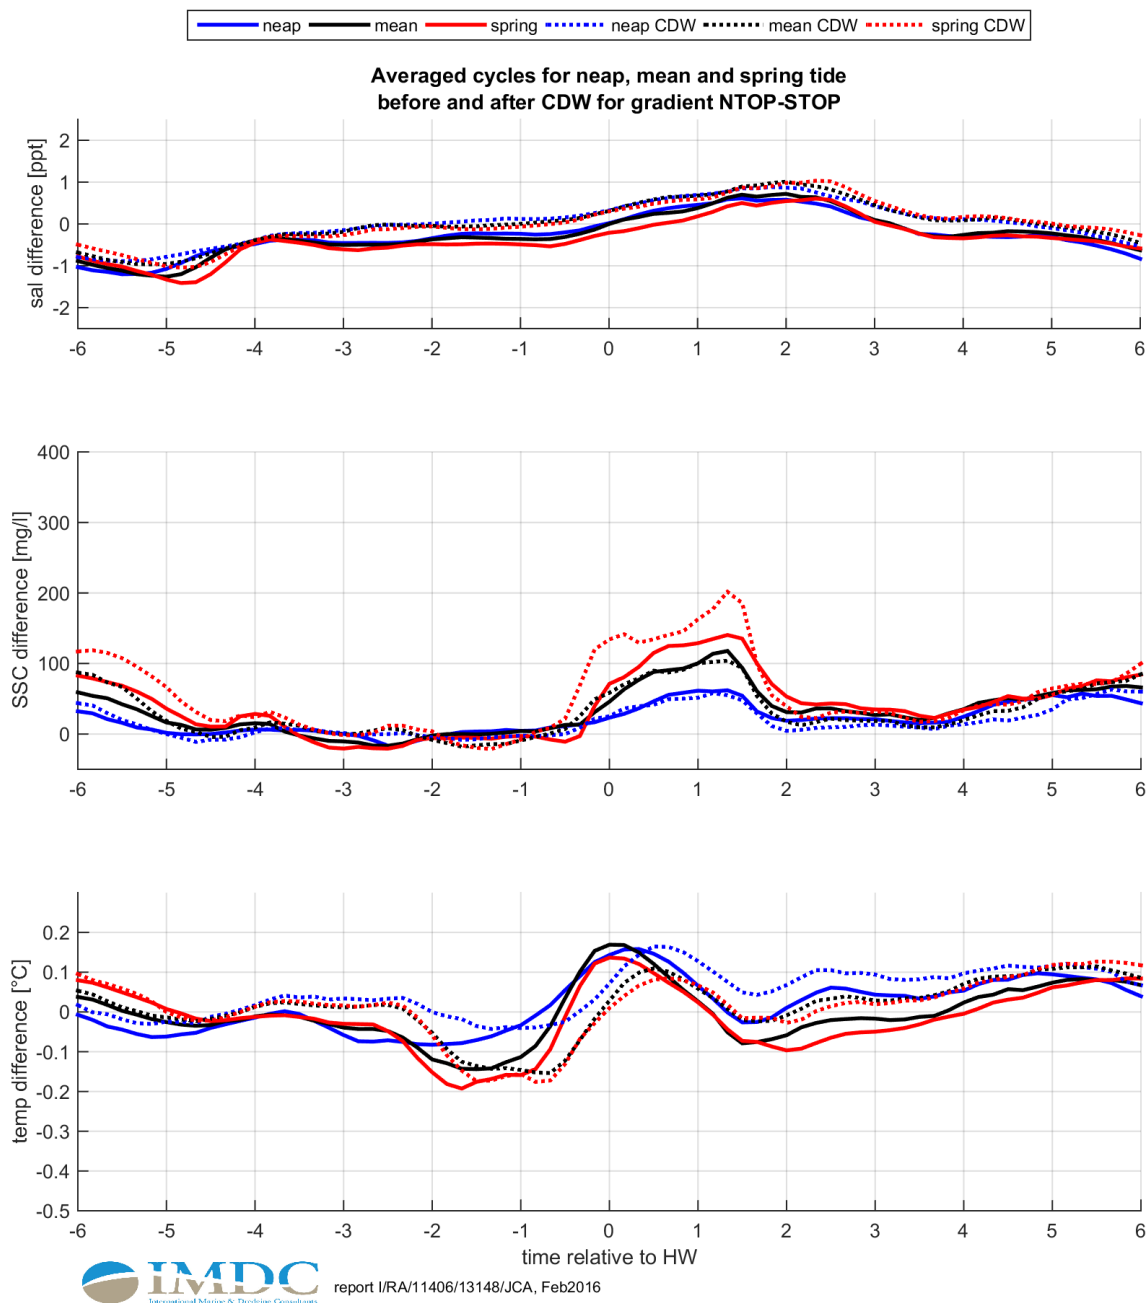 neap mean spring neap CDW mean CDW spring CDW
Averaged cycles for neap, mean and spring tide
before and after CDW for gradient NTOP-STOP
sal difference [ppt]
2
1
0
-1
-2
-6 -5 -4 -3 -2 -1 0 1 2 3 4 5 6
SSC difference [mg/l]
400
300
200
100
0
-6 -5 -4 -3 -2 -1 0 1 2 3 4 5 6
temp difference [°C]
0.2
0.1
0
-0.1
-0.2
-0.3
-0.4
-0.5
-6 -5 -4 -3 -2 -1 0 1 2 3 4 5 6
time relative to HW
IMDC
International Marine & Dredging Consultants
report I/RA/11406/13148/JCA, Feb2016